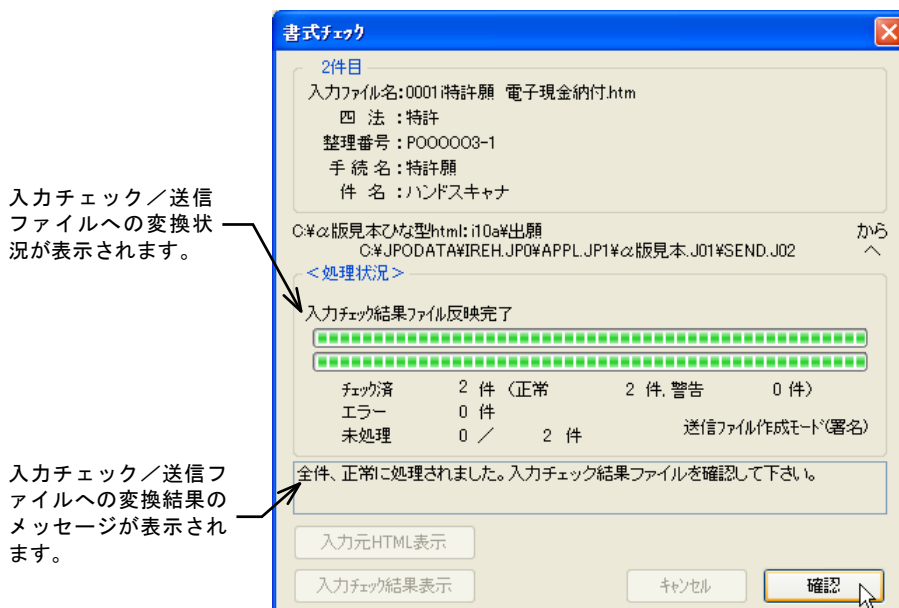 書式チェック
2件目
入力ファイル名:0001i特許願 電子現金納付.htm
四 法 :特許
整理番号:P000003-1
手 続 名:特許願
件 名 :ハンドスキャナ
入力チェック／送信
ファイルへの変換状
況が表示されます。
C:¥α版見本ひな型html:i10a¥出願 から
C:¥JPODATA¥IREH.JP0¥APPL.JP1¥α版見本.J01¥SEND.J02 へ
＜処理状況＞
入力チェック結果ファイル反映完了
チェック済 2 件 (正常 2 件, 警告 0 件)
エラー 0 件
未処理 0 ／ 2 件 送信ファイル作成モード(署名)
入力チェック／送信フ
ァイルへの変換結果の
メッセージが表示され
ます。
全件、正常に処理されました。入力チェック結果ファイルを確認して下さい。
入力元HTML表示
入力チェック結果表示 キャンセル 確認